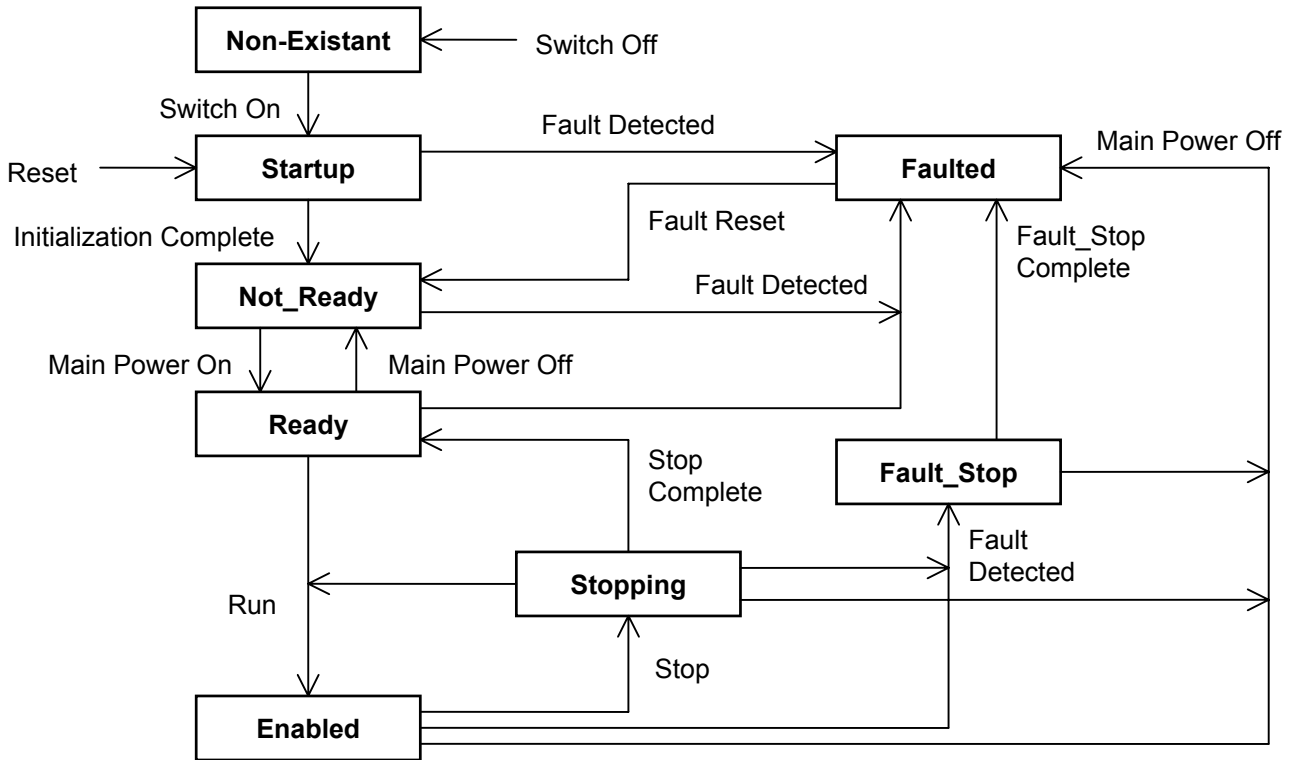 Non-Existant
Switch Off
Switch On
Fault Detected
Main Power Off
Startup
Faulted
Reset
Fault Reset
Fault_Stop
Complete
Initialization Complete
Not_Ready
Fault Detected
Main Power On
Main Power Off
Ready
Stop
Complete
Fault_Stop
Fault
Detected
Stopping
Run
Stop
Enabled